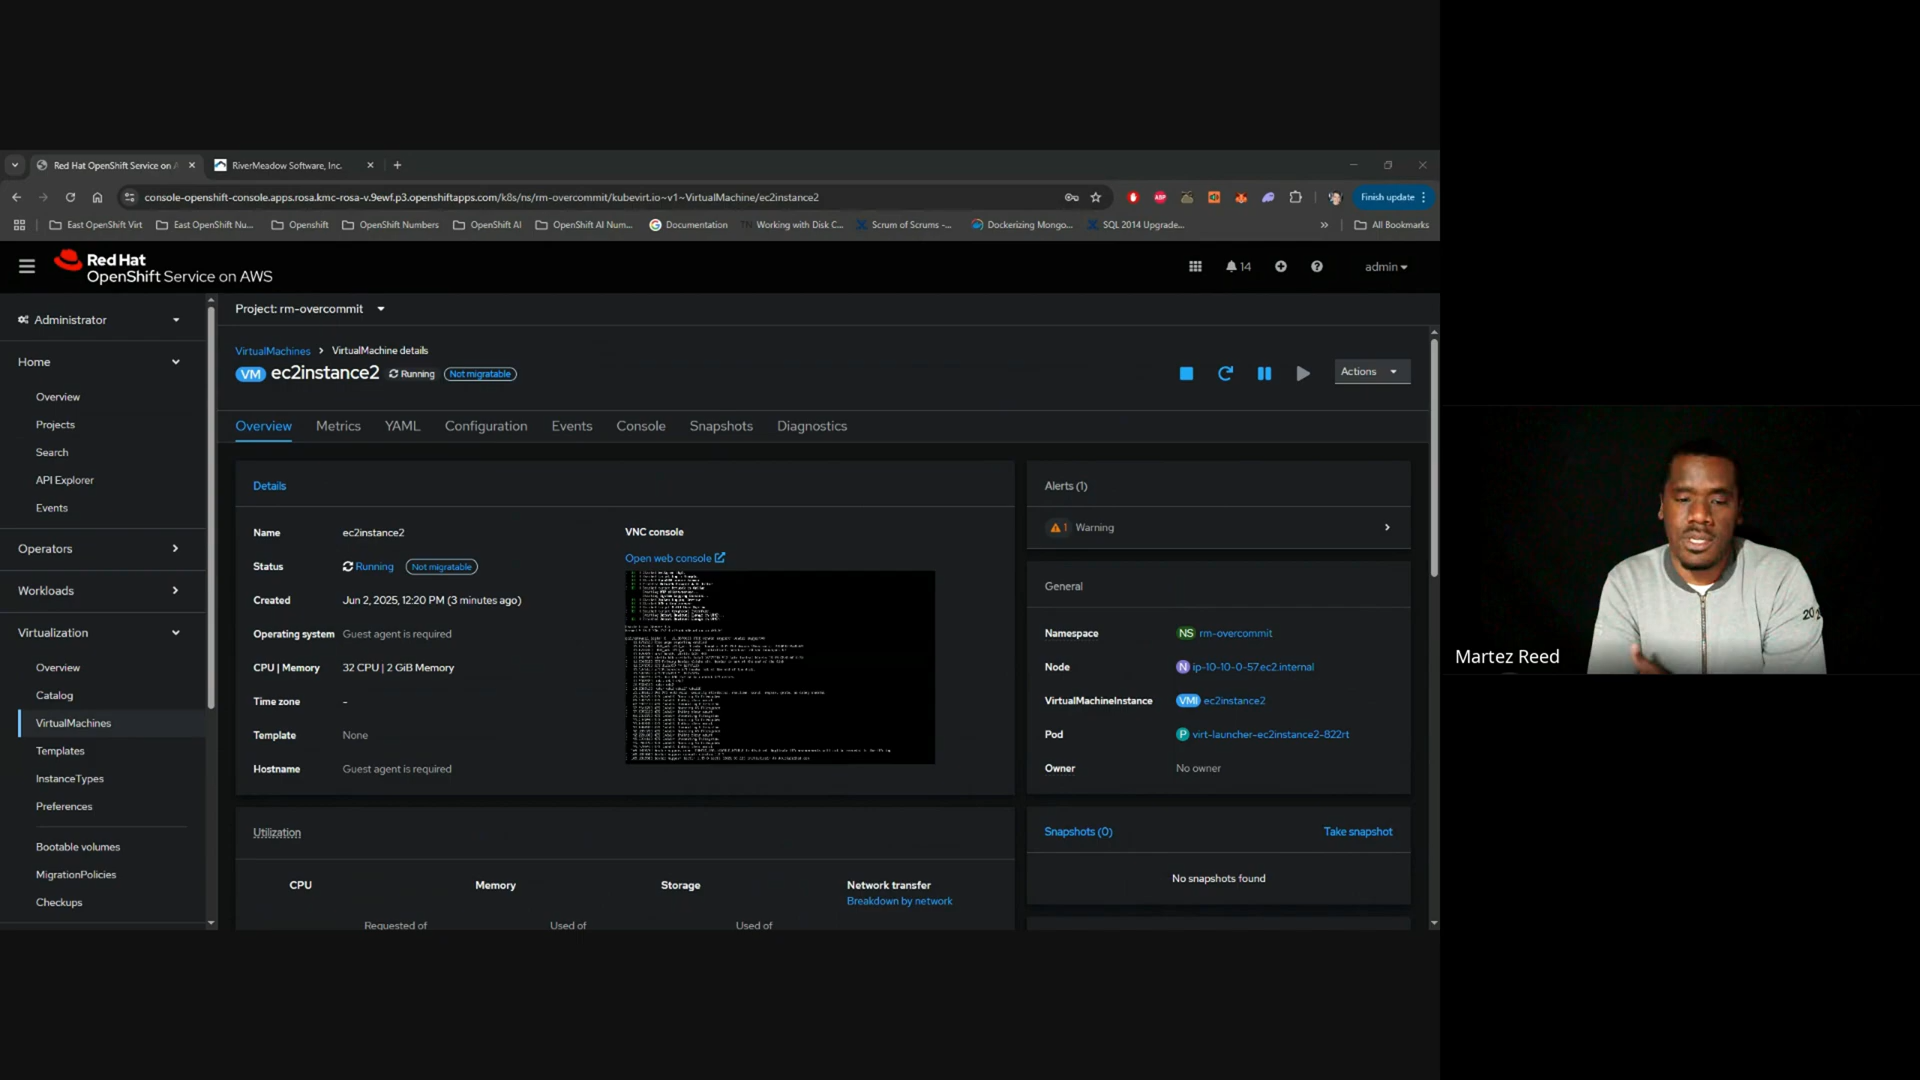 Red Hat OpenShift Service on A
RiverMeadow Software, Inc.
console-openshift-console.apps.rosa.kmc-rosa-v.9ewf.p3.openshiftapps.com/k8s/ns/rm-overcommit/kubevirt.io~v1~VirtualMachine/ec2instance2
ABP
Finish update
East OpenShift Virt
East OpenShift Nu...
Openshift
OpenShift Numbers
OpenShift AI
OpenShift AI Num...
Documentation
Working with Disk C...
Scrum of Scrums -...
Dockerizing Mongo...
SQL 2014 Upgrade...
»
All Bookmarks
Red Hat
OpenShift Service on AWS
14
admin
Administrator
Home
Overview
Projects
Search
API Explorer
Events
Operators
Workloads
Virtualization
Overview
Catalog
VirtualMachines
Templates
InstanceTypes
Preferences
Bootable volumes
MigrationPolicies
Checkups
Project: rm-overcommit
VirtualMachines > VirtualMachine details
VM ec2instance2 Running Not migratable
Actions
Overview Metrics YAML Configuration Events Console Snapshots Diagnostics
Details
Name ec2instance2
Status Running Not migratable
Created Jun 2, 2025, 12:20 PM (3 minutes ago)
Operating system Guest agent is required
CPU | Memory 32 CPU | 2 GiB Memory
Time zone -
Template None
Hostname Guest agent is required
VNC console
Open web console
Utilization
CPU Memory Storage Network transfer
Breakdown by network
Requested of Used of Used of
Alerts (1)
1 Warning
General
Namespace NS rm-overcommit
Node N ip-10-10-0-57.ec2.internal
VirtualMachineInstance VMI ec2instance2
Pod P virt-launcher-ec2instance2-822rt
Owner No owner
Snapshots (0) Take snapshot
No snapshots found
Martez Reed